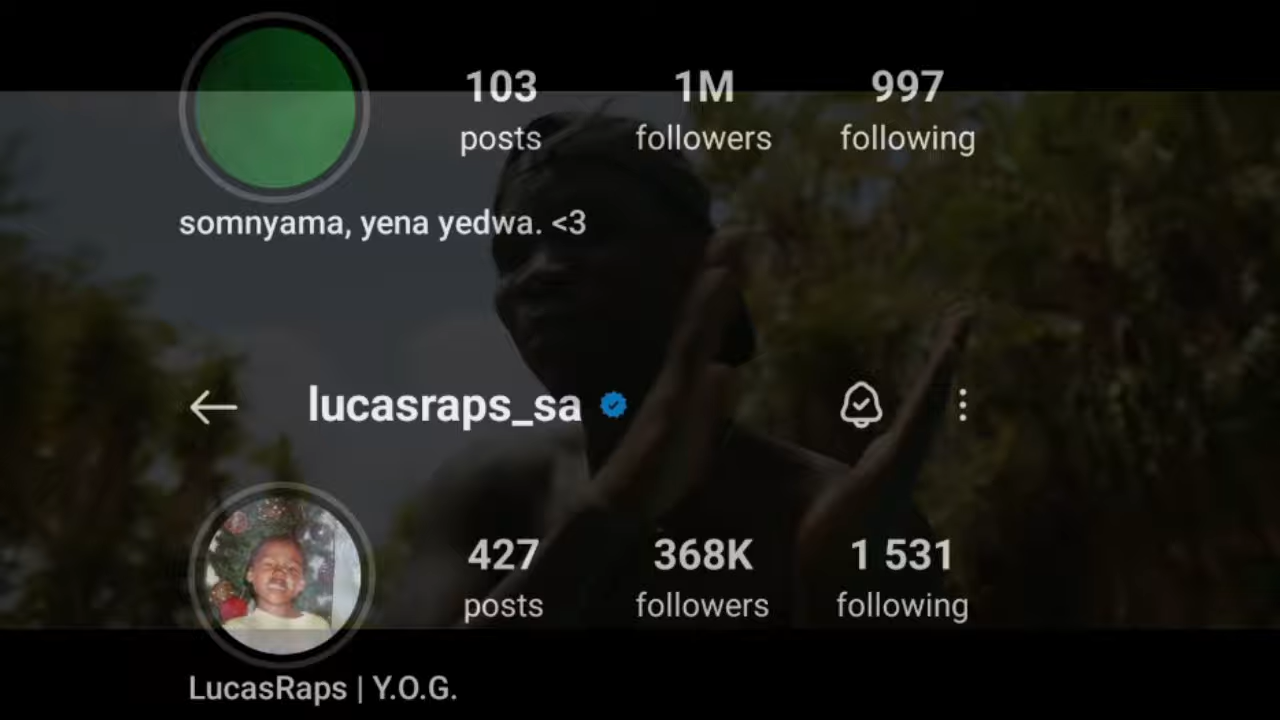 103 1M 997
posts followers following
somnyama, yena yedwa. <3
lucasraps_sa
427 368K 1 531
posts followers following
LucasRaps | Y.O.G.